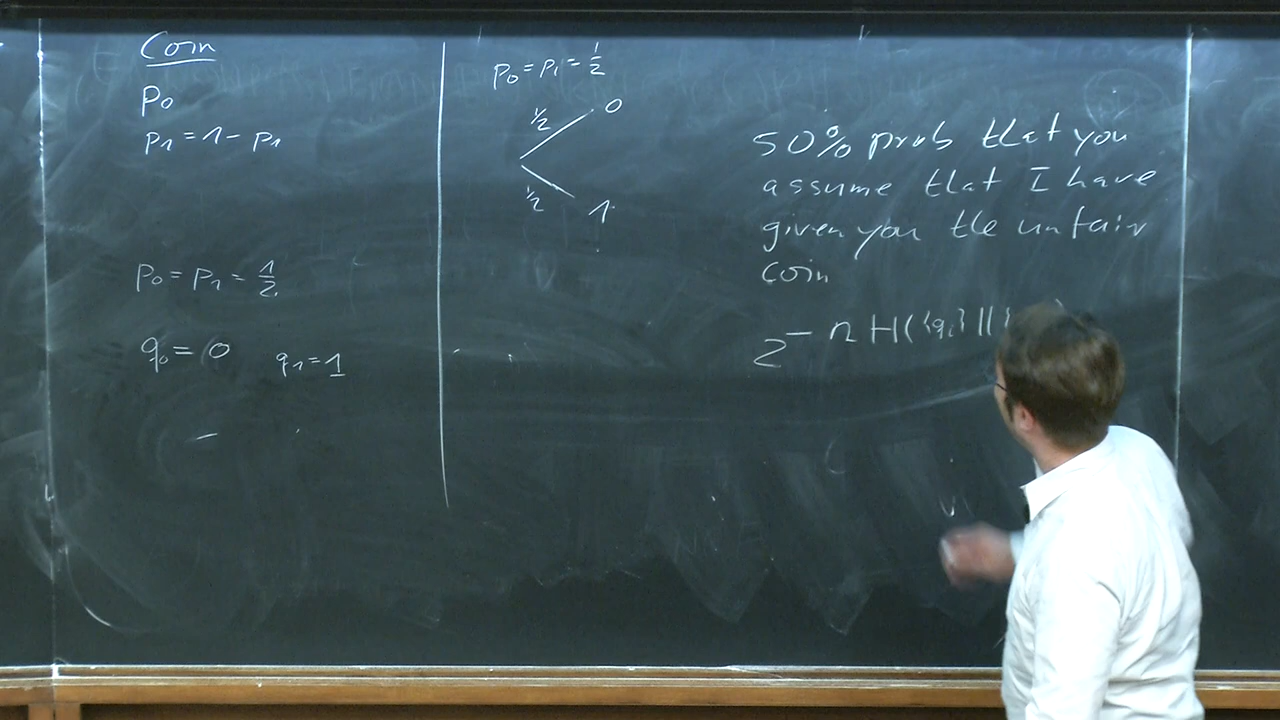 Coin
p₀
p₁ = 1 - p₁
p₀ = p₁ = 1/2
q₀ = 0 q₁ = 1
p₀ = p₁ = 1/2
1/2 0
1/2 1
50% prob that you
assume that I have
given you the unfair
coin
2^{-n H({qᵢ}||{